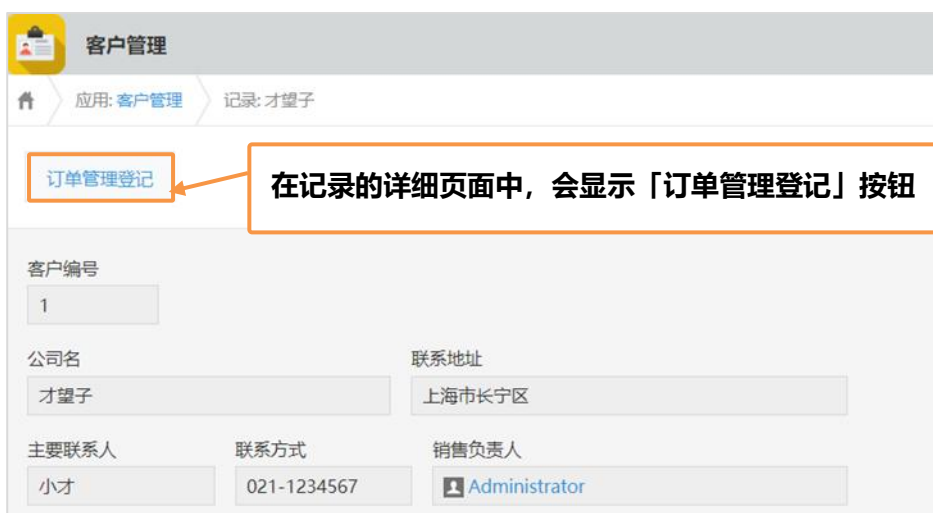 客户管理
应用: 客户管理 记录: 才望子
订单管理登记
在记录的详细页面中，会显示「订单管理登记」按钮
客户编号
1
公司名 联系地址
才望子 上海市长宁区
主要联系人 联系方式 销售负责人
小才 021-1234567 Administrator